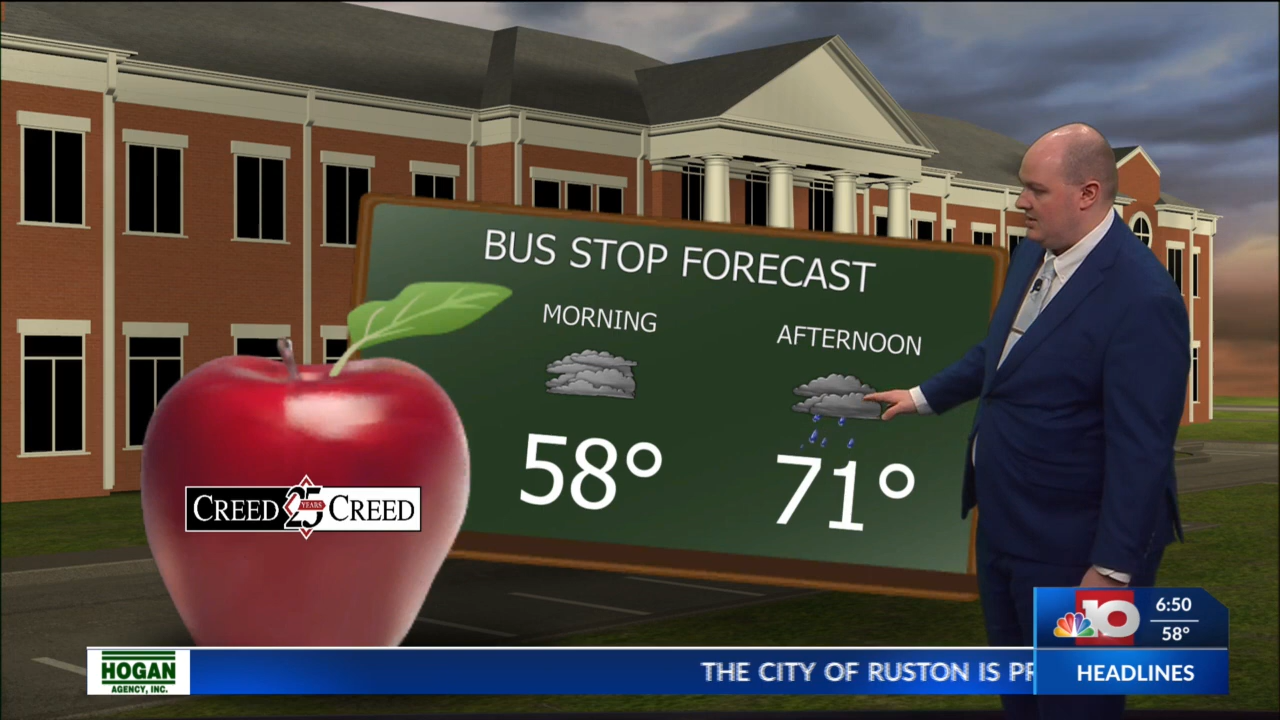 BUS STOP FORECAST
MORNING
AFTERNOON
58°
71°
CREED 25 YEARS CREED
10
6:50
58°
HOGAN
AGENCY, INC.
THE CITY OF RUSTON IS PR
HEADLINES